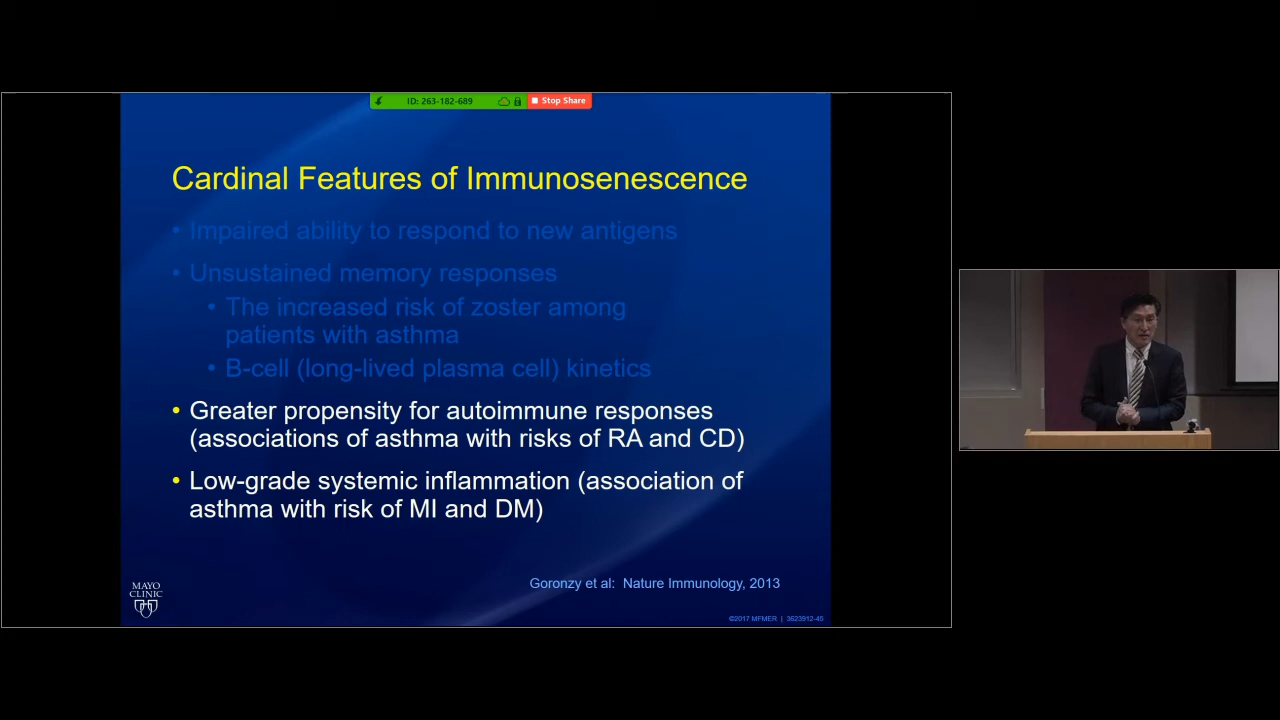 ID: 263-182-689
Stop Share
Cardinal Features of Immunosenescence
• Impaired ability to respond to new antigens
• Unsustained memory responses
• The increased risk of zoster among
patients with asthma
• B-cell (long-lived plasma cell) kinetics
• Greater propensity for autoimmune responses
(associations of asthma with risks of RA and CD)
• Low-grade systemic inflammation (association of
asthma with risk of MI and DM)
Goronzy et al: Nature Immunology, 2013
MAYO
CLINIC
©2017 MFMER | 3623912-45